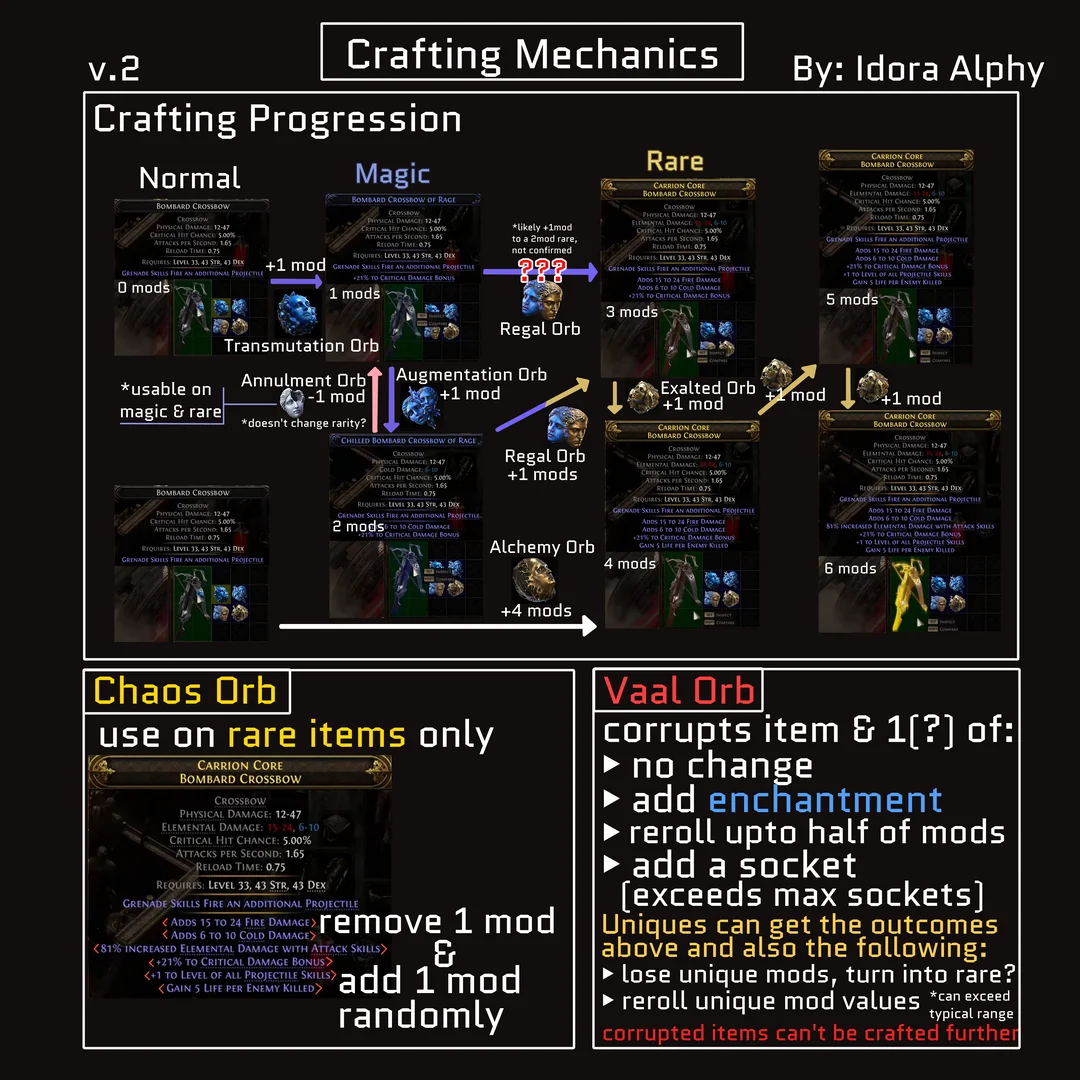 Crafting Mechanics
v.2
By: Idora Alphy
Crafting Progression
Normal
BOMBARD CROSSBOW
CROSSBOW
PHYSICAL DAMAGE: 12-47
CRITICAL HIT CHANCE: 5.00%
ATTACKS PER SECOND: 1.65
RELOAD TIME: 0.75
REQUIRES: LEVEL 33, 43 STR, 43 DEX
GRENADE SKILLS FIRE AN ADDITIONAL PROJECTILE
0 mods
+1 mod
Transmutation Orb
Magic
BOMBARD CROSSBOW OF RAGE
CROSSBOW
PHYSICAL DAMAGE: 12-47
CRITICAL HIT CHANCE: 5.00%
ATTACKS PER SECOND: 1.65
RELOAD TIME: 0.75
REQUIRES: LEVEL 33, 43 STR, 43 DEX
GRENADE SKILLS FIRE AN ADDITIONAL PROJECTILE
+21% TO CRITICAL DAMAGE BONUS
1 mods
*likely +1mod
to a 2mod rare,
not confirmed
???
Regal Orb
Rare
CARRION CORE
BOMBARD CROSSBOW
CROSSBOW
PHYSICAL DAMAGE: 12-47
ELEMENTAL DAMAGE: 15-24, 6-10
CRITICAL HIT CHANCE: 5.00%
ATTACKS PER SECOND: 1.65
RELOAD TIME: 0.75
REQUIRES: LEVEL 33, 43 STR, 43 DEX
GRENADE SKILLS FIRE AN ADDITIONAL PROJECTILE
ADDS 15 TO 24 FIRE DAMAGE
ADDS 6 TO 10 COLD DAMAGE
+21% TO CRITICAL DAMAGE BONUS
3 mods
CARRION CORE
BOMBARD CROSSBOW
CROSSBOW
PHYSICAL DAMAGE: 12-47
ELEMENTAL DAMAGE: 15-24, 6-10
CRITICAL HIT CHANCE: 5.00%
ATTACKS PER SECOND: 1.65
RELOAD TIME: 0.75
REQUIRES: LEVEL 33, 43 STR, 43 DEX
GRENADE SKILLS FIRE AN ADDITIONAL PROJECTILE
ADDS 15 TO 24 FIRE DAMAGE
ADDS 6 TO 10 COLD DAMAGE
+21% TO CRITICAL DAMAGE BONUS
+1 TO LEVEL OF ALL PROJECTILE SKILLS
GAIN 5 LIFE PER ENEMY KILLED
5 mods
*usable on
magic & rare
Annulment Orb
-1 mod
*doesn't change rarity?
Augmentation Orb
+1 mod
Regal Orb
+1 mods
Exalted Orb
+1 mod
+1 mod
+1 mod
BOMBARD CROSSBOW
CROSSBOW
PHYSICAL DAMAGE: 12-47
CRITICAL HIT CHANCE: 5.00%
ATTACKS PER SECOND: 1.65
RELOAD TIME: 0.75
REQUIRES: LEVEL 33, 43 STR, 43 DEX
GRENADE SKILLS FIRE AN ADDITIONAL PROJECTILE
CHILLED BOMBARD CROSSBOW OF RAGE
CROSSBOW
PHYSICAL DAMAGE: 12-47
COLD DAMAGE: 6-10
CRITICAL HIT CHANCE: 5.00%
ATTACKS PER SECOND: 1.65
RELOAD TIME: 0.75
REQUIRES: LEVEL 33, 43 STR, 43 DEX
GRENADE SKILLS FIRE AN ADDITIONAL PROJECTILE
2 mods
6 TO 10 COLD DAMAGE
+21% TO CRITICAL DAMAGE BONUS
Alchemy Orb
+4 mods
CARRION CORE
BOMBARD CROSSBOW
CROSSBOW
PHYSICAL DAMAGE: 12-47
ELEMENTAL DAMAGE: 15-24, 6-10
CRITICAL HIT CHANCE: 5.00%
ATTACKS PER SECOND: 1.65
RELOAD TIME: 0.75
REQUIRES: LEVEL 33, 43 STR, 43 DEX
GRENADE SKILLS FIRE AN ADDITIONAL PROJECTILE
ADDS 15 TO 24 FIRE DAMAGE
ADDS 6 TO 10 COLD DAMAGE
+21% TO CRITICAL DAMAGE BONUS
GAIN 5 LIFE PER ENEMY KILLED
4 mods
CARRION CORE
BOMBARD CROSSBOW
CROSSBOW
PHYSICAL DAMAGE: 12-47
ELEMENTAL DAMAGE: 15-24, 6-10
CRITICAL HIT CHANCE: 5.00%
ATTACKS PER SECOND: 1.65
RELOAD TIME: 0.75
REQUIRES: LEVEL 33, 43 STR, 43 DEX
GRENADE SKILLS FIRE AN ADDITIONAL PROJECTILE
ADDS 15 TO 24 FIRE DAMAGE
ADDS 6 TO 10 COLD DAMAGE
81% INCREASED ELEMENTAL DAMAGE WITH ATTACK SKILLS
+21% TO CRITICAL DAMAGE BONUS
+1 TO LEVEL OF ALL PROJECTILE SKILLS
GAIN 5 LIFE PER ENEMY KILLED
6 mods
Chaos Orb
use on rare items only
CARRION CORE
BOMBARD CROSSBOW
CROSSBOW
PHYSICAL DAMAGE: 12-47
ELEMENTAL DAMAGE: 15-24, 6-10
CRITICAL HIT CHANCE: 5.00%
ATTACKS PER SECOND: 1.65
RELOAD TIME: 0.75
REQUIRES: LEVEL 33, 43 STR, 43 DEX
GRENADE SKILLS FIRE AN ADDITIONAL PROJECTILE
ADDS 15 TO 24 FIRE DAMAGE
ADDS 6 TO 10 COLD DAMAGE
81% INCREASED ELEMENTAL DAMAGE WITH ATTACK SKILLS
+21% TO CRITICAL DAMAGE BONUS
+1 TO LEVEL OF ALL PROJECTILE SKILLS
GAIN 5 LIFE PER ENEMY KILLED
remove 1 mod
&
add 1 mod
randomly
Vaal Orb
corrupts item & 1(?) of:
▶ no change
▶ add enchantment
▶ reroll upto half of mods
▶ add a socket
(exceeds max sockets)
Uniques can get the outcomes
above and also the following:
▶ lose unique mods, turn into rare?
▶ reroll unique mod values *can exceed
typical range
corrupted items can't be crafted further